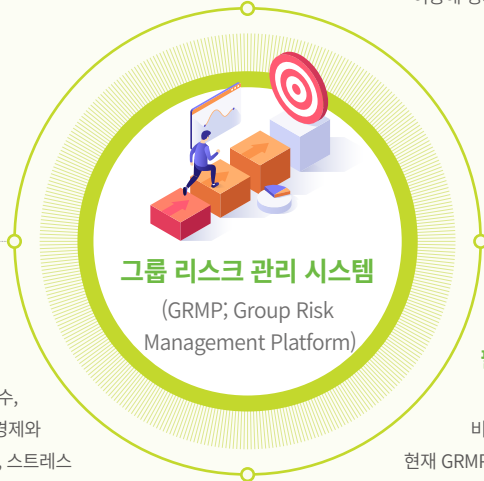 그룹 리스크 관리 시스템
(GRMP; Group Risk
Management Platform)
수,
경제와
, 스트레스
현재 GRMP